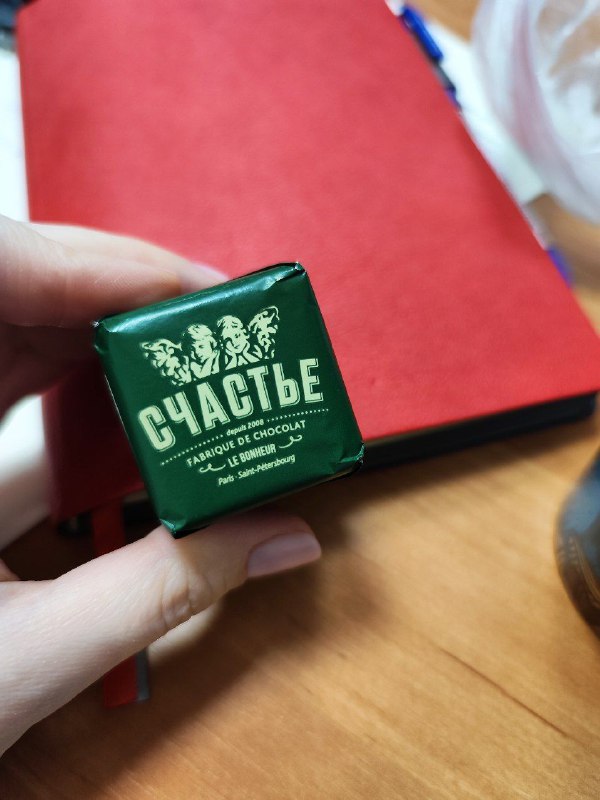 СЧАСТЬЕ
depuis 2008
FABRIQUE DE CHOCOLAT
LE BONHEUR
Paris · Saint-Pétersbourg